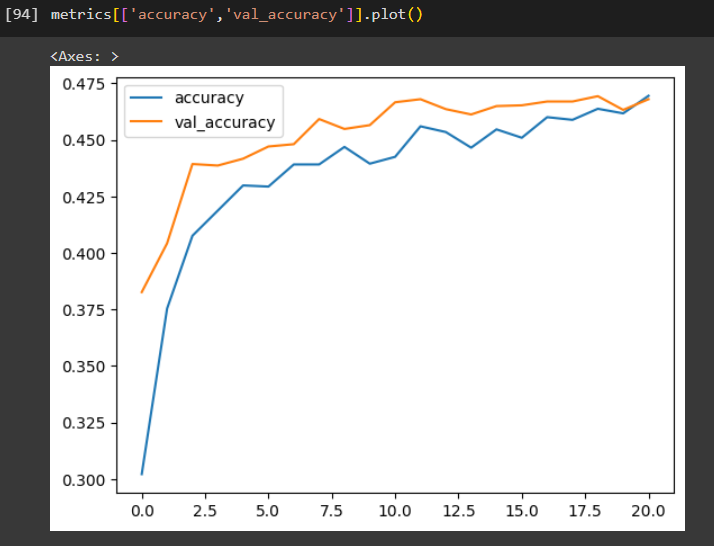 [94] metrics[['accuracy','val_accuracy']].plot()
<Axes: >
accuracy
val_accuracy
0.475
0.450
0.425
0.400
0.375
0.350
0.325
0.300
0.0 2.5 5.0 7.5 10.0 12.5 15.0 17.5 20.0